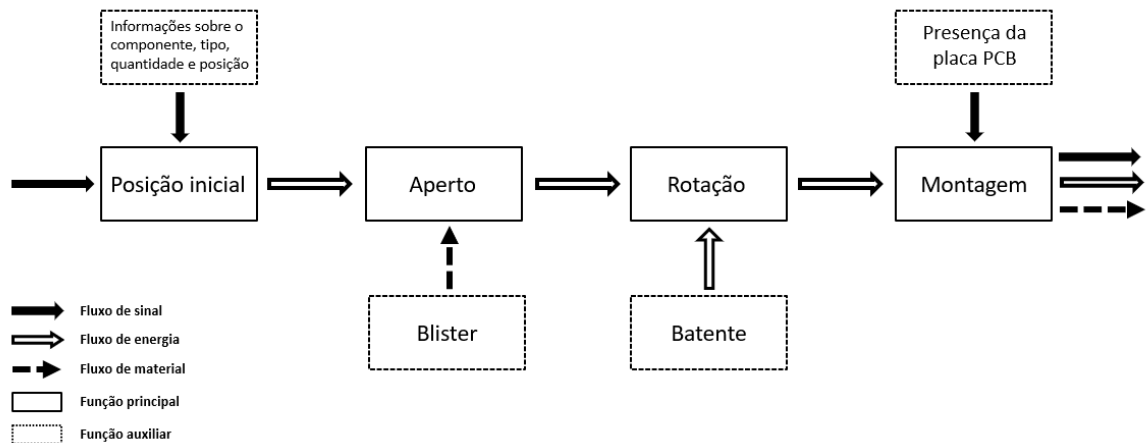 Informações sobre o
componente, tipo,
quantidade e posição
Presença da
placa PCB
Posição inicial
Aperto
Rotação
Montagem
Blister
Batente
Fluxo de sinal
Fluxo de energia
Fluxo de material
Função principal
Função auxiliar